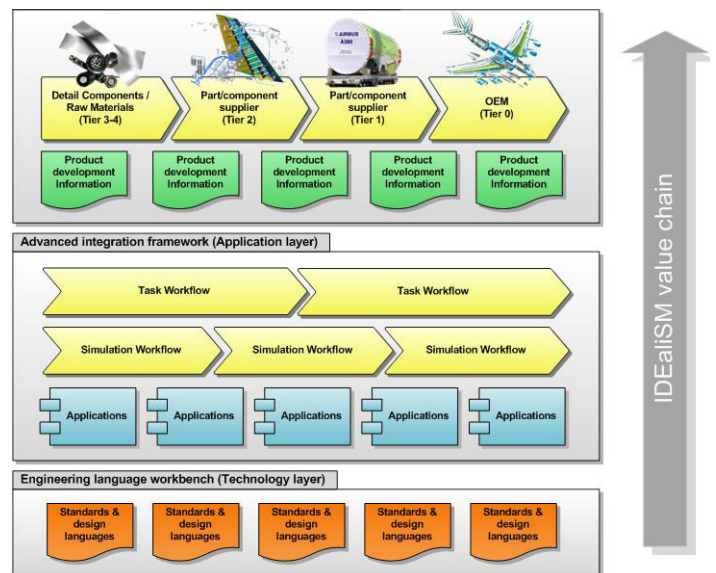 AIRBUS
A380
Detail Components /
Raw Materials
(Tier 3-4)
Part/component
supplier
(Tier 2)
Part/component
supplier
(Tier 1)
OEM
(Tier 0)
Product
development
Information
Product
development
Information
Product
development
Information
Product
development
Information
Product
development
Information
Advanced integration framework (Application layer)
Task Workflow
Task Workflow
Simulation Workflow
Simulation Workflow
Simulation Workflow
Applications
Applications
Applications
Applications
Applications
Engineering language workbench (Technology layer)
Standards &
design
languages
Standards &
design
languages
Standards &
design
languages
Standards &
design
languages
Standards &
design
languages
IDEaliSM value chain